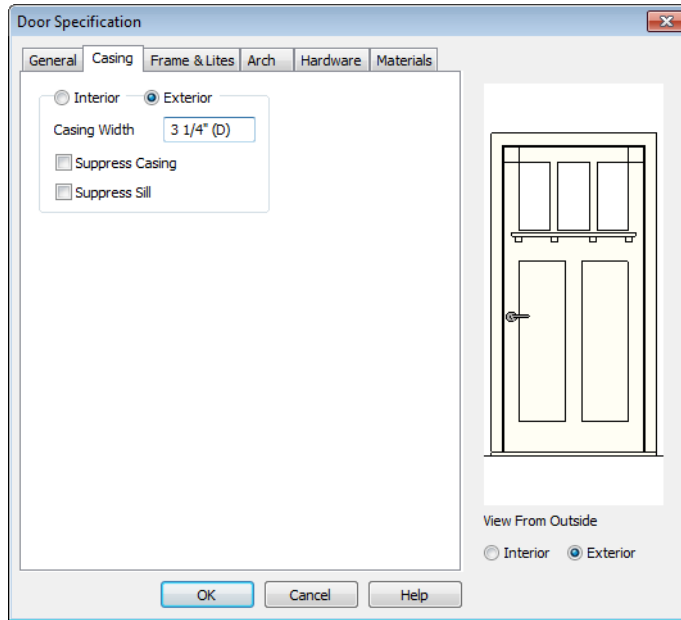 Door Specification
General Casing Frame & Lites Arch Hardware Materials
Interior Exterior
Casing Width 3 1/4" (D)
Suppress Casing
Suppress Sill
View From Outside
Interior Exterior
OK Cancel Help